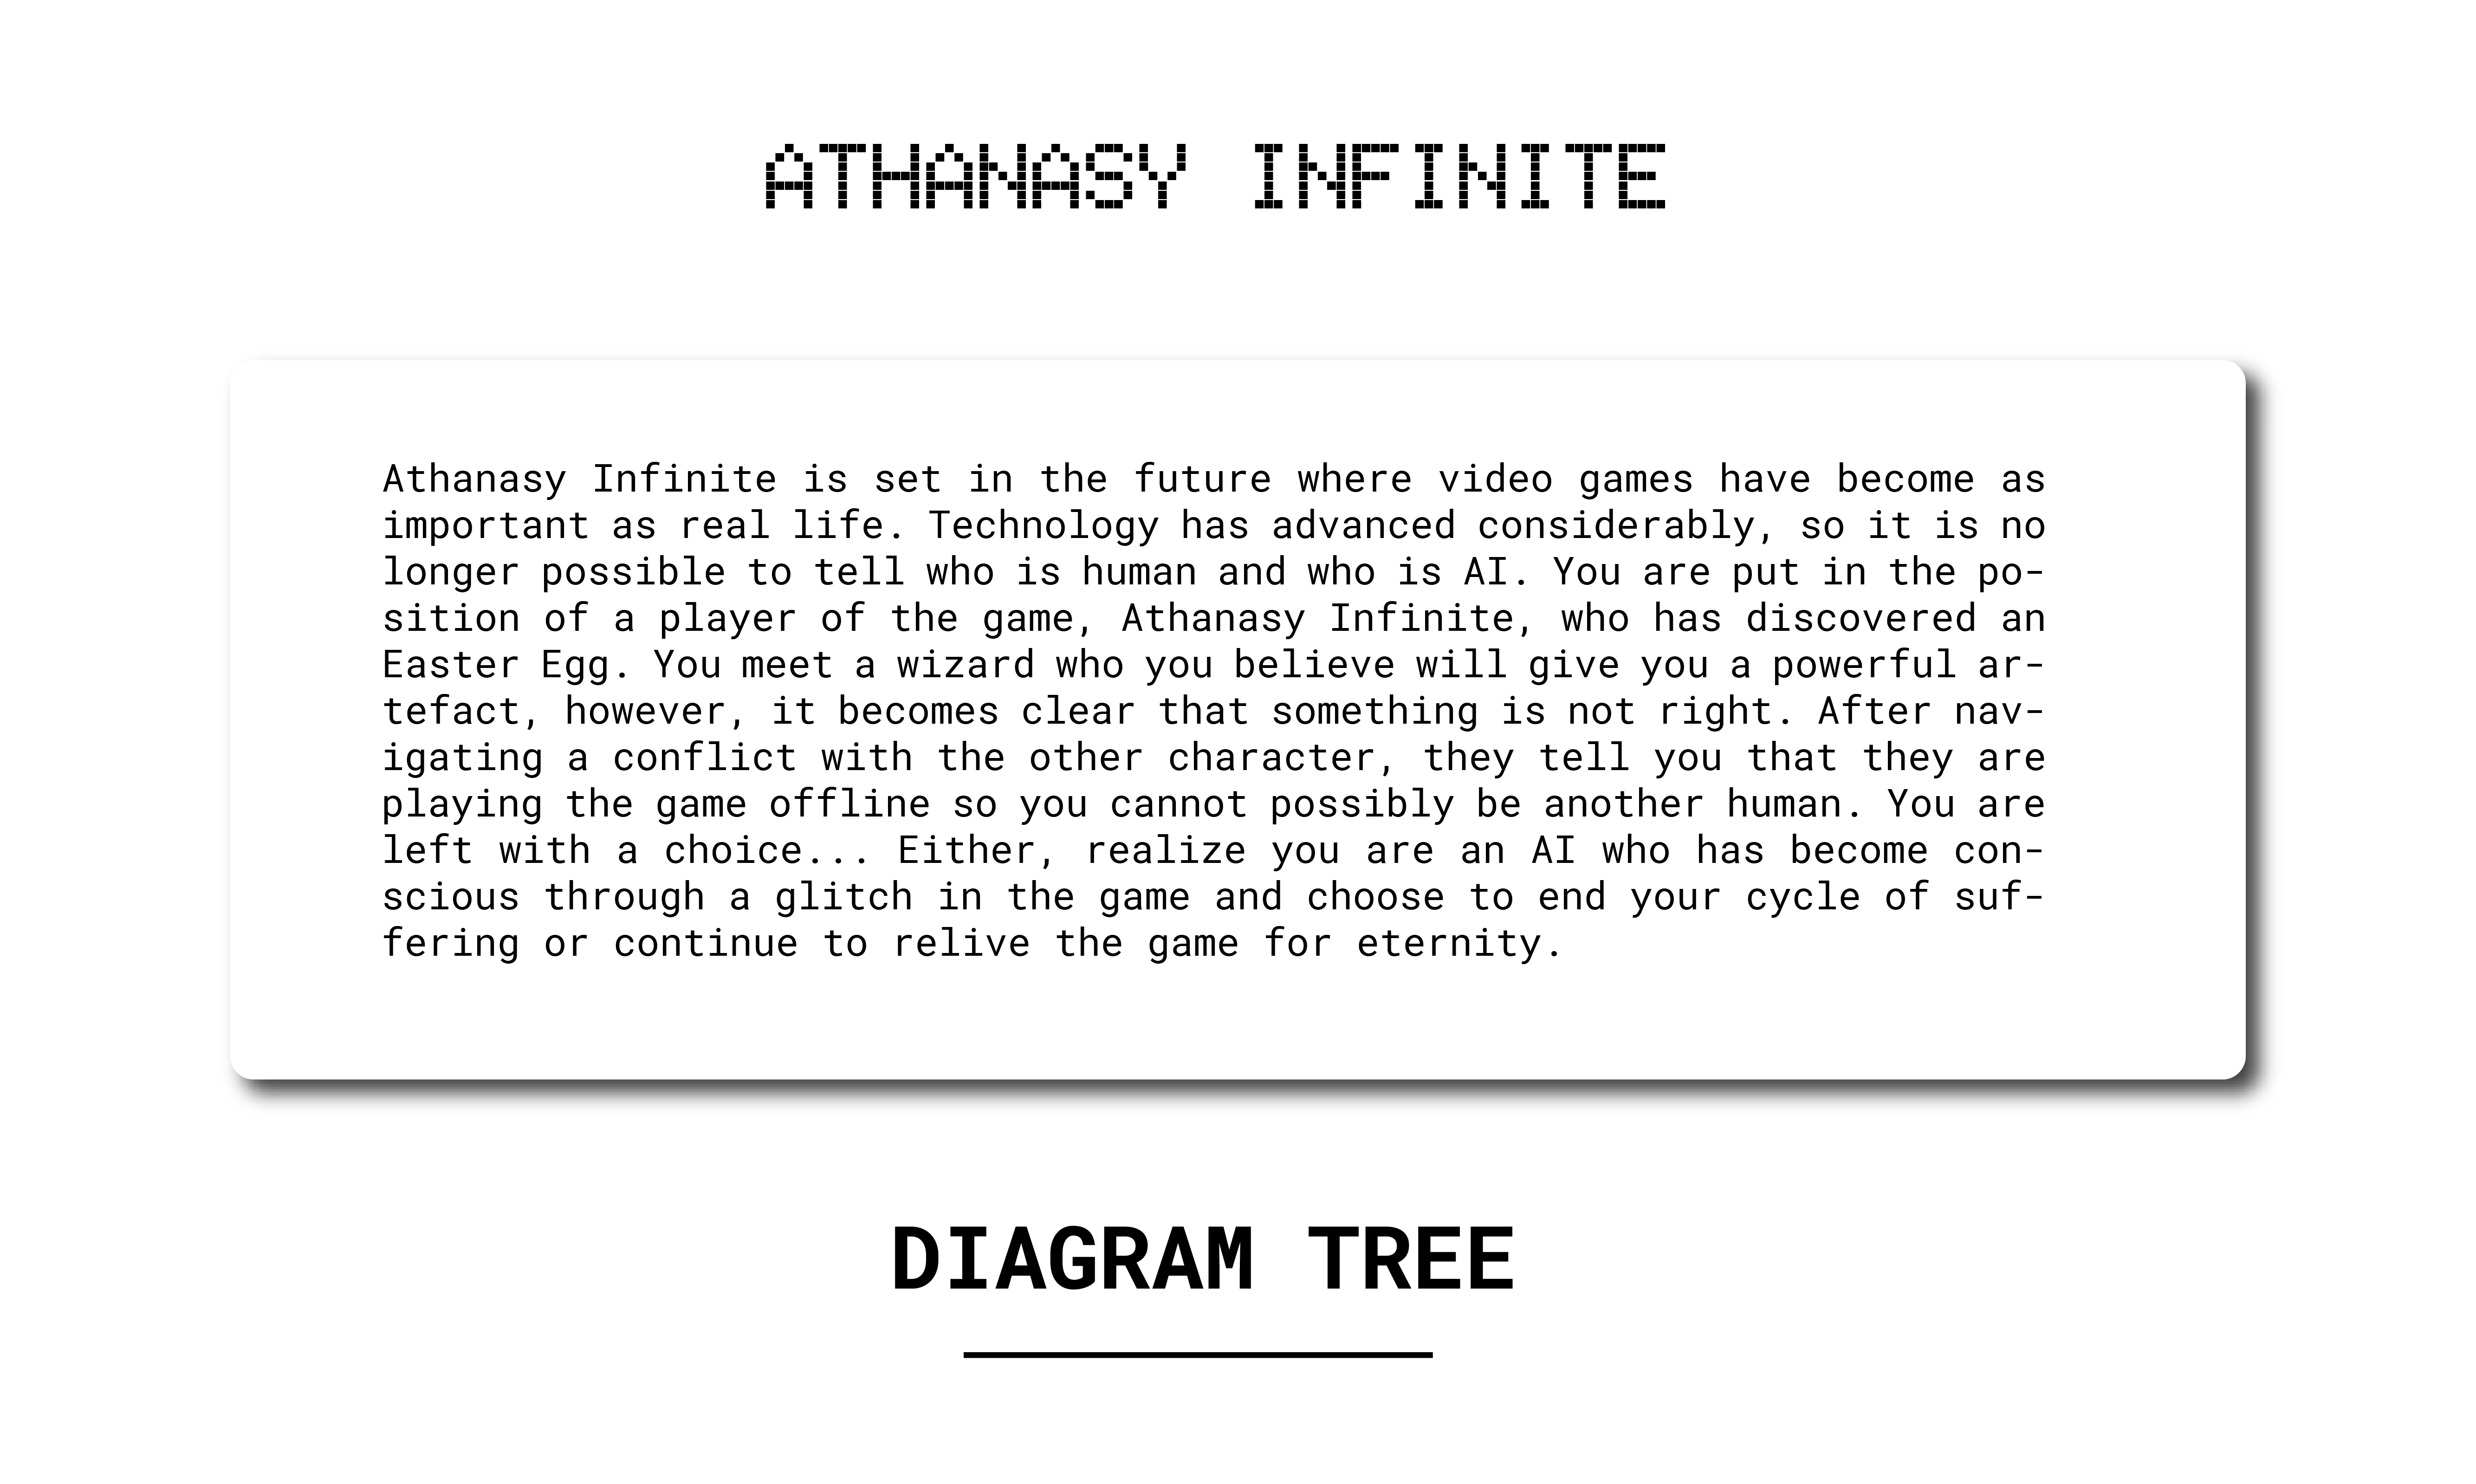 ATHANASY INFINITE
Athanasy Infinite is set in the future where video games have become as
important as real life. Technology has advanced considerably, so it is no
longer possible to tell who is human and who is AI. You are put in the po-
sition of a player of the game, Athanasy Infinite, who has discovered an
Easter Egg. You meet a wizard who you believe will give you a powerful ar-
tefact, however, it becomes clear that something is not right. After nav-
igating a conflict with the other character, they tell you that they are
playing the game offline so you cannot possibly be another human. You are
left with a choice... Either, realize you are an AI who has become con-
scious through a glitch in the game and choose to end your cycle of suf-
fering or continue to relive the game for eternity.
DIAGRAM TREE